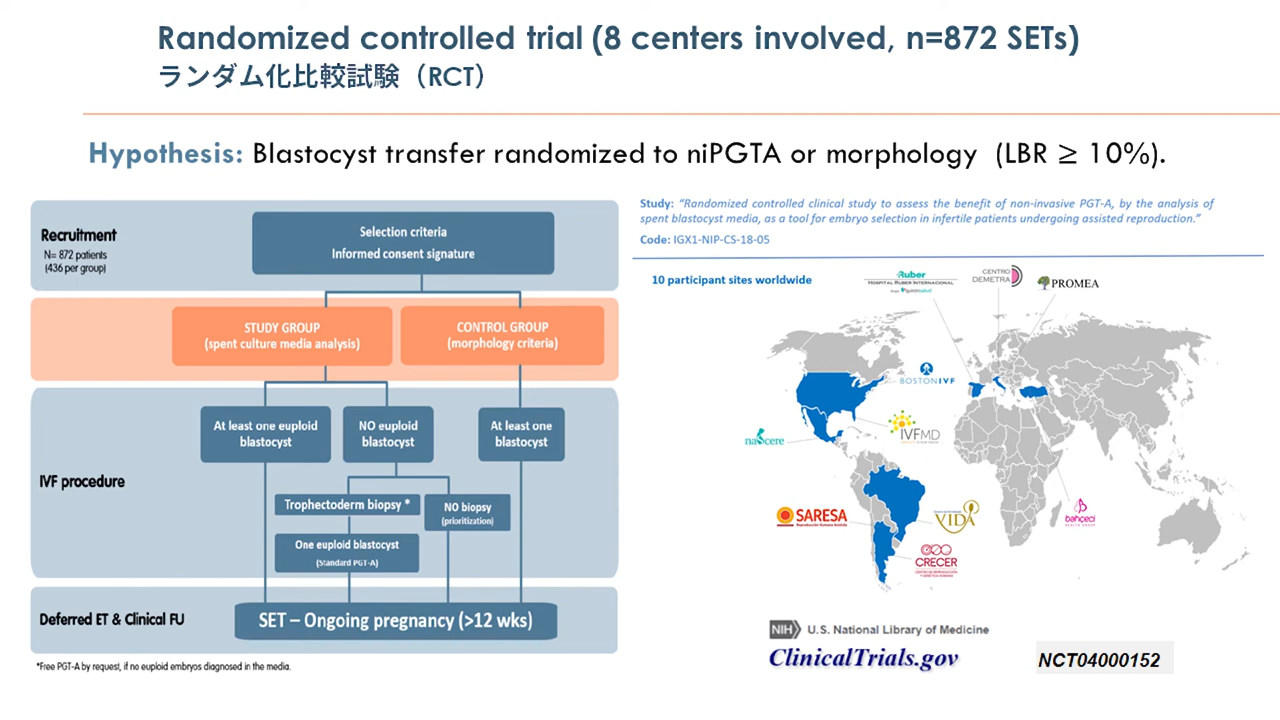 Randomized controlled trial (8 centers involved, n=872 SETs)
ランダム化比較試験（RCT）
Hypothesis: Blastocyst transfer randomized to niPGTA or morphology (LBR ≥ 10%).
Recruitment
N= 872 patients
(436 per group)
Selection criteria
Informed consent signature
STUDY GROUP
(spent culture media analysis)
CONTROL GROUP
(morphology criteria)
IVF procedure
At least one euploid
blastocyst
NO euploid
blastocyst
At least one
blastocyst
Trophectoderm biopsy *
NO biopsy
(prioritization)
One euploid blastocyst
(Standard PGT-A)
Deferred ET & Clinical FU
SET – Ongoing pregnancy (>12 wks)
*Free PGT-A by request, if no euploid embryos diagnosed in the media.
Study: “Randomized controlled clinical study to assess the benefit of non-invasive PGT-A, by the analysis of
spent blastocyst media, as a tool for embryo selection in infertile patients undergoing assisted reproduction.”
Code: IGX1-NIP-CS-18-05
10 participant sites worldwide
Ruber
HOSPITAL RUBER INTERNACIONAL
CENTRO
DEMETRA
PROMEA
BOSTON IVF
IVFMD
nascere
SARESA
VIDA
CRECER
bahçeci
NIH U.S. National Library of Medicine
ClinicalTrials.gov
NCT04000152